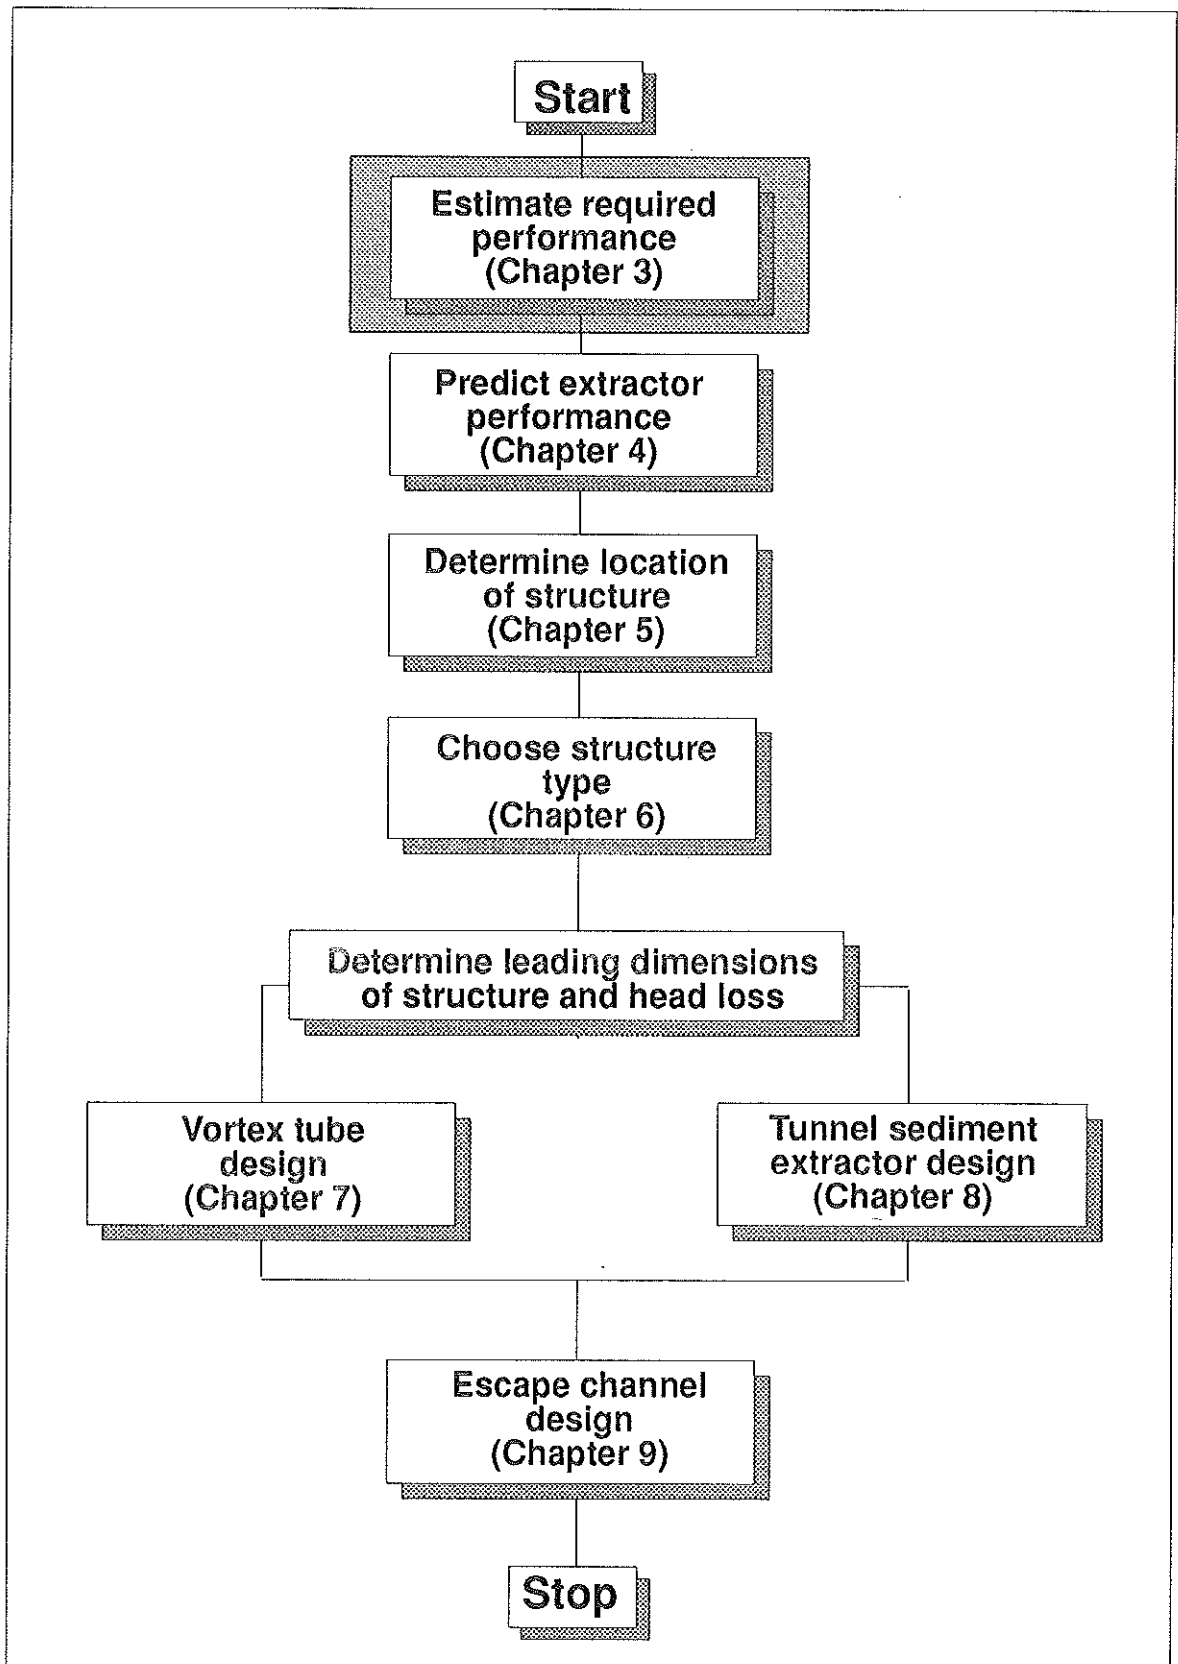 Start
Estimate required
performance
(Chapter 3)
Predict extractor
performance
(Chapter 4)
Determine location
of structure
(Chapter 5)
Choose structure
type
(Chapter 6)
Determine leading dimensions
of structure and head loss
Vortex tube
design
(Chapter 7)
Tunnel sediment
extractor design
(Chapter 8)
Escape channel
design
(Chapter 9)
Stop